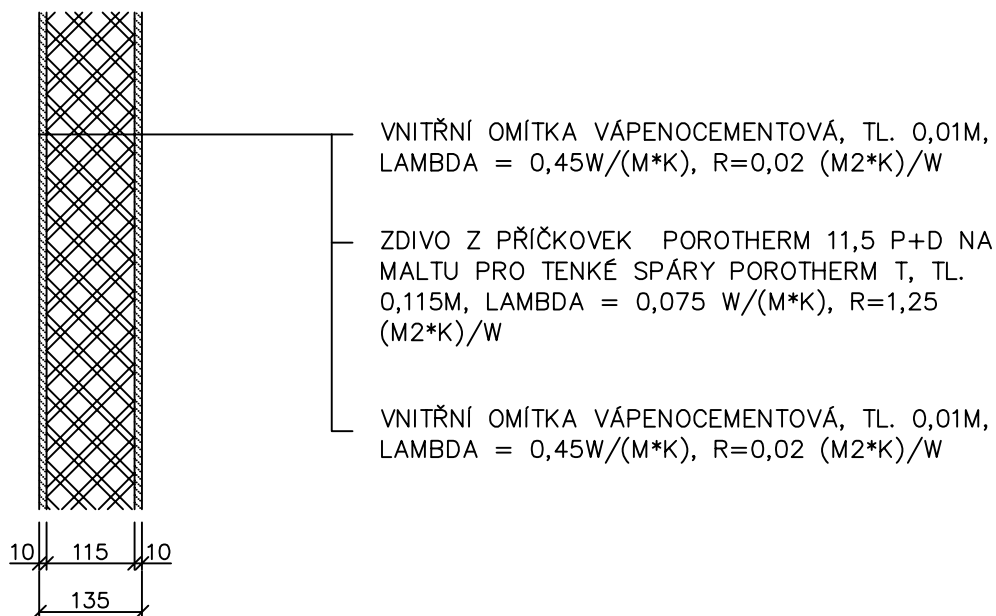 VNITŘNÍ OMÍTKA VÁPENOCEMENTOVÁ, TL. 0,01M,
LAMBDA = 0,45W/(M*K), R=0,02 (M2*K)/W
ZDIVO Z PŘÍČKOVEK POROTHERM 11,5 P+D NA
MALTU PRO TENKÉ SPÁRY POROTHERM T, TL.
0,115M, LAMBDA = 0,075 W/(M*K), R=1,25
(M2*K)/W
VNITŘNÍ OMÍTKA VÁPENOCEMENTOVÁ, TL. 0,01M,
LAMBDA = 0,45W/(M*K), R=0,02 (M2*K)/W
10 115 10
135